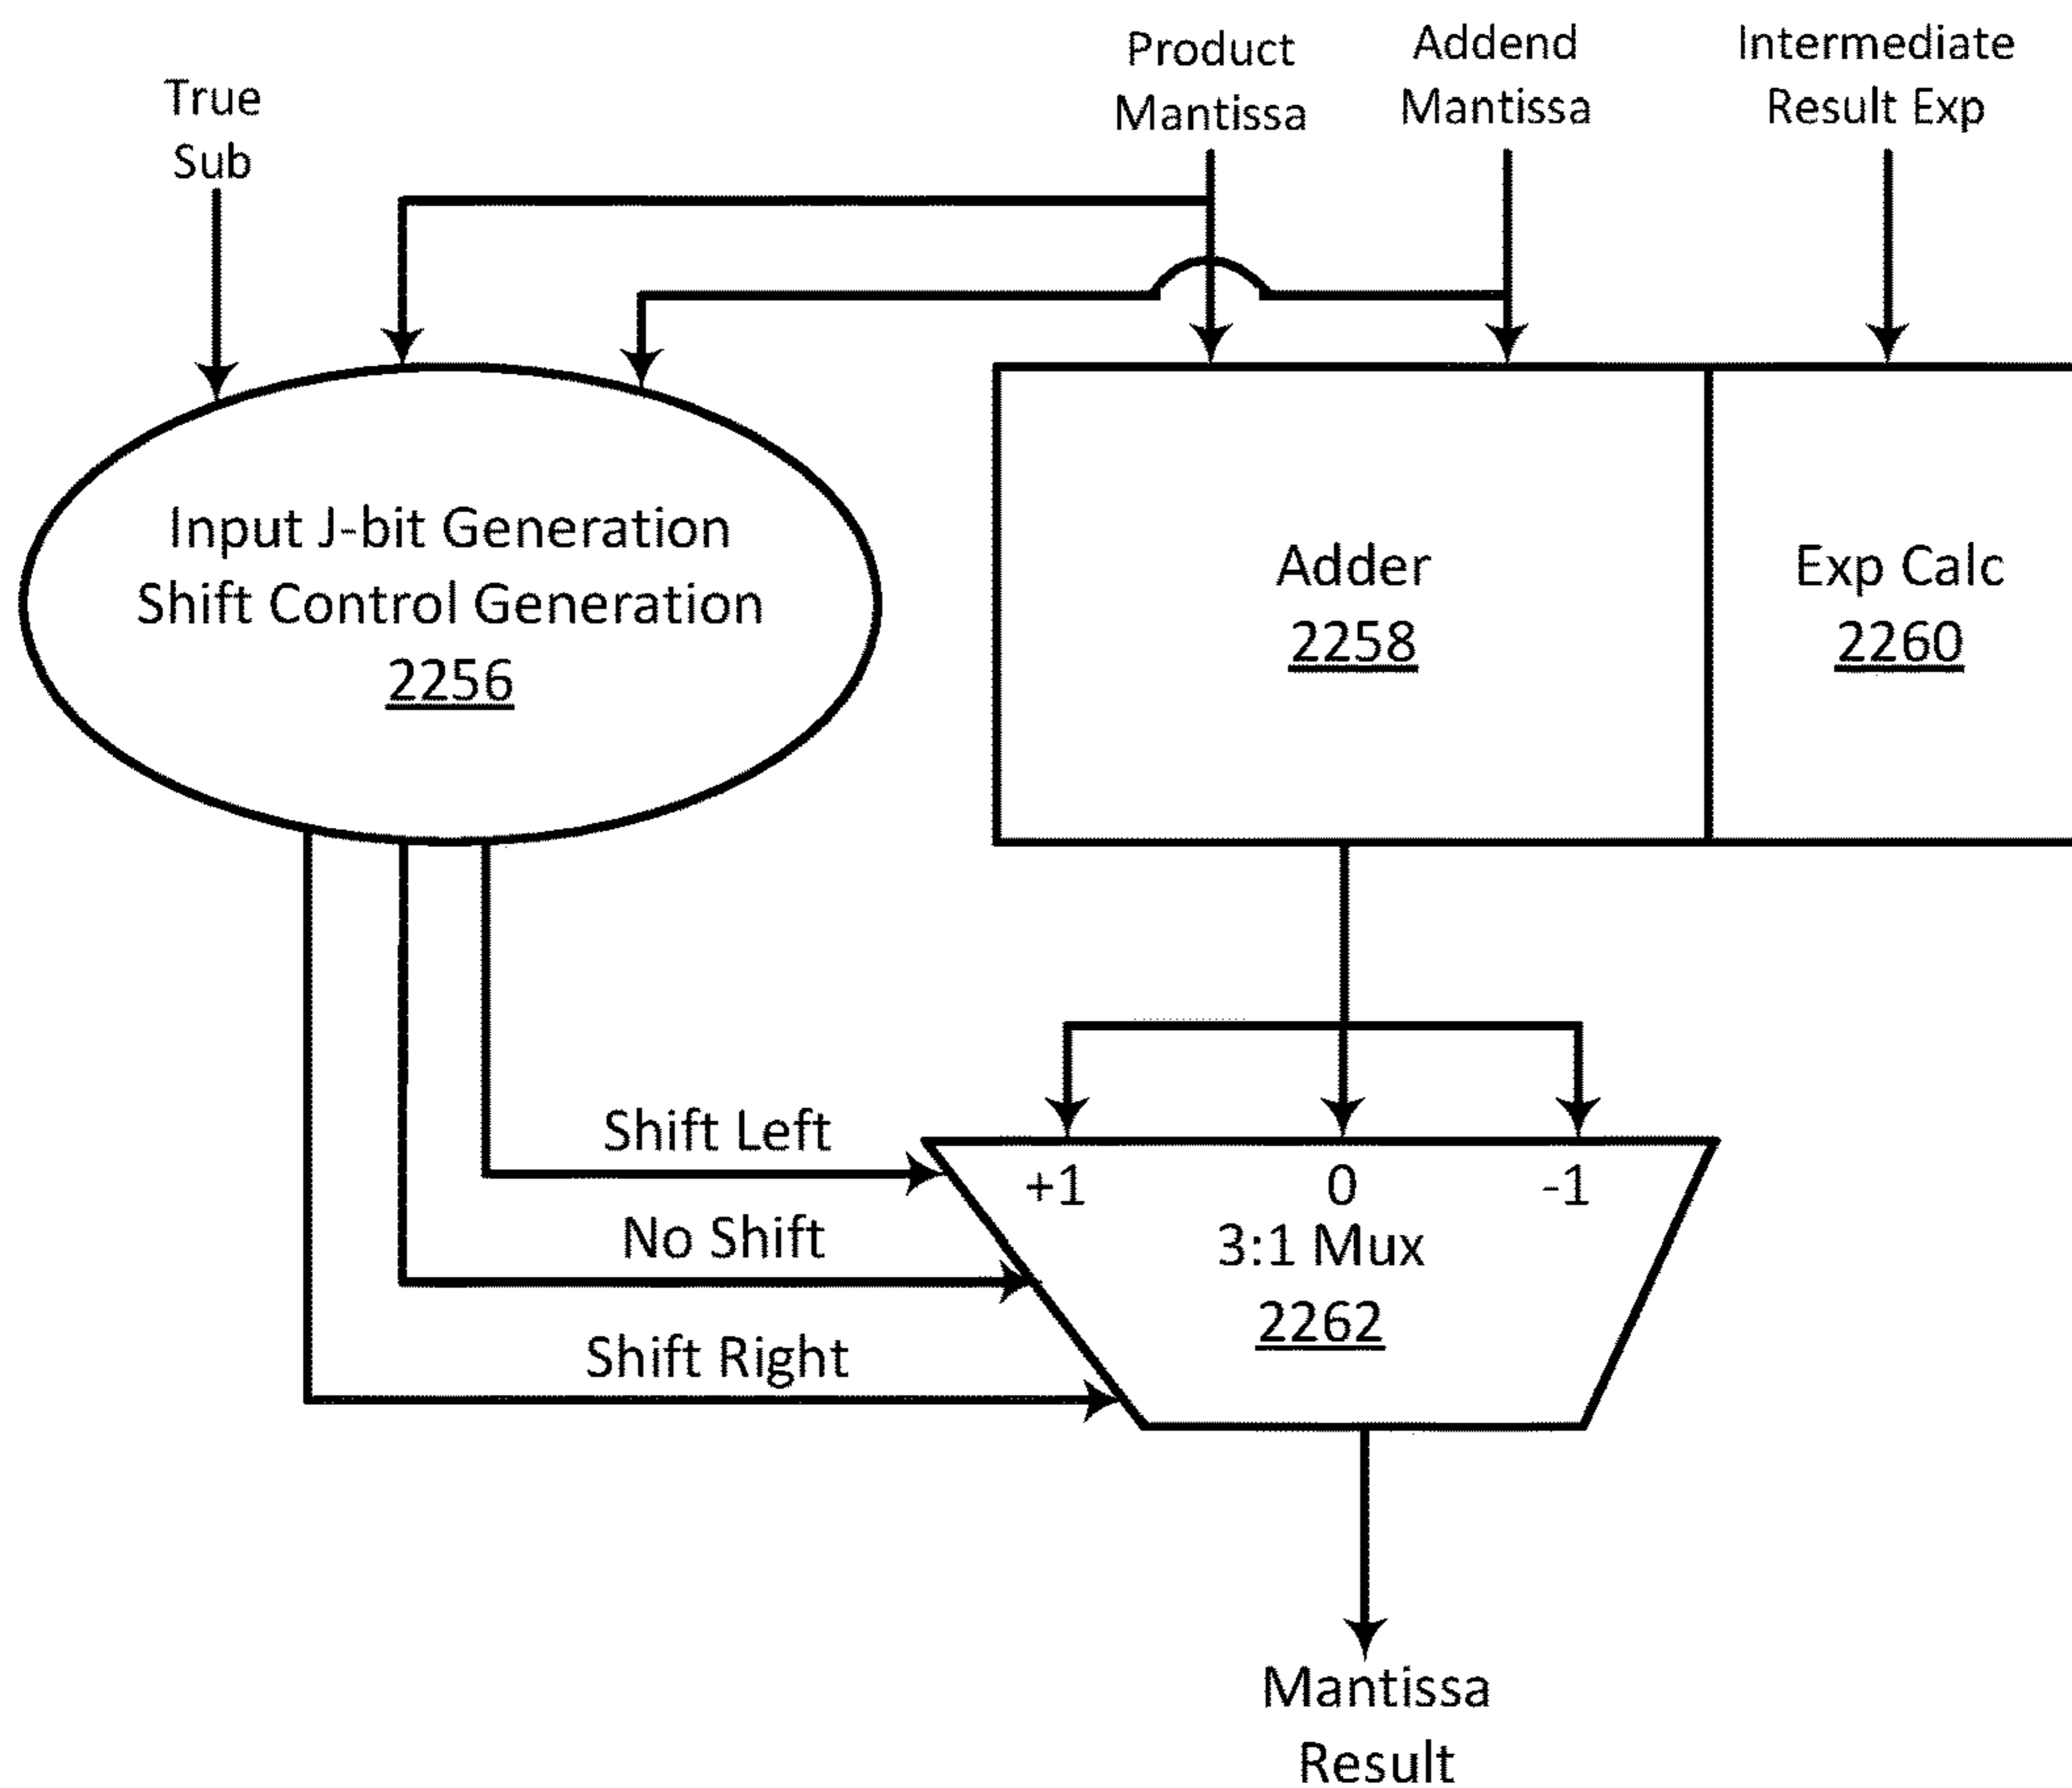 True
Sub
Product
Mantissa
Addend
Mantissa
Intermediate
Result Exp
Input J-bit Generation
Shift Control Generation
2256
Adder
2258
Exp Calc
2260
Shift Left
No Shift
Shift Right
+1 0 -1
3:1 Mux
2262
Mantissa
Result